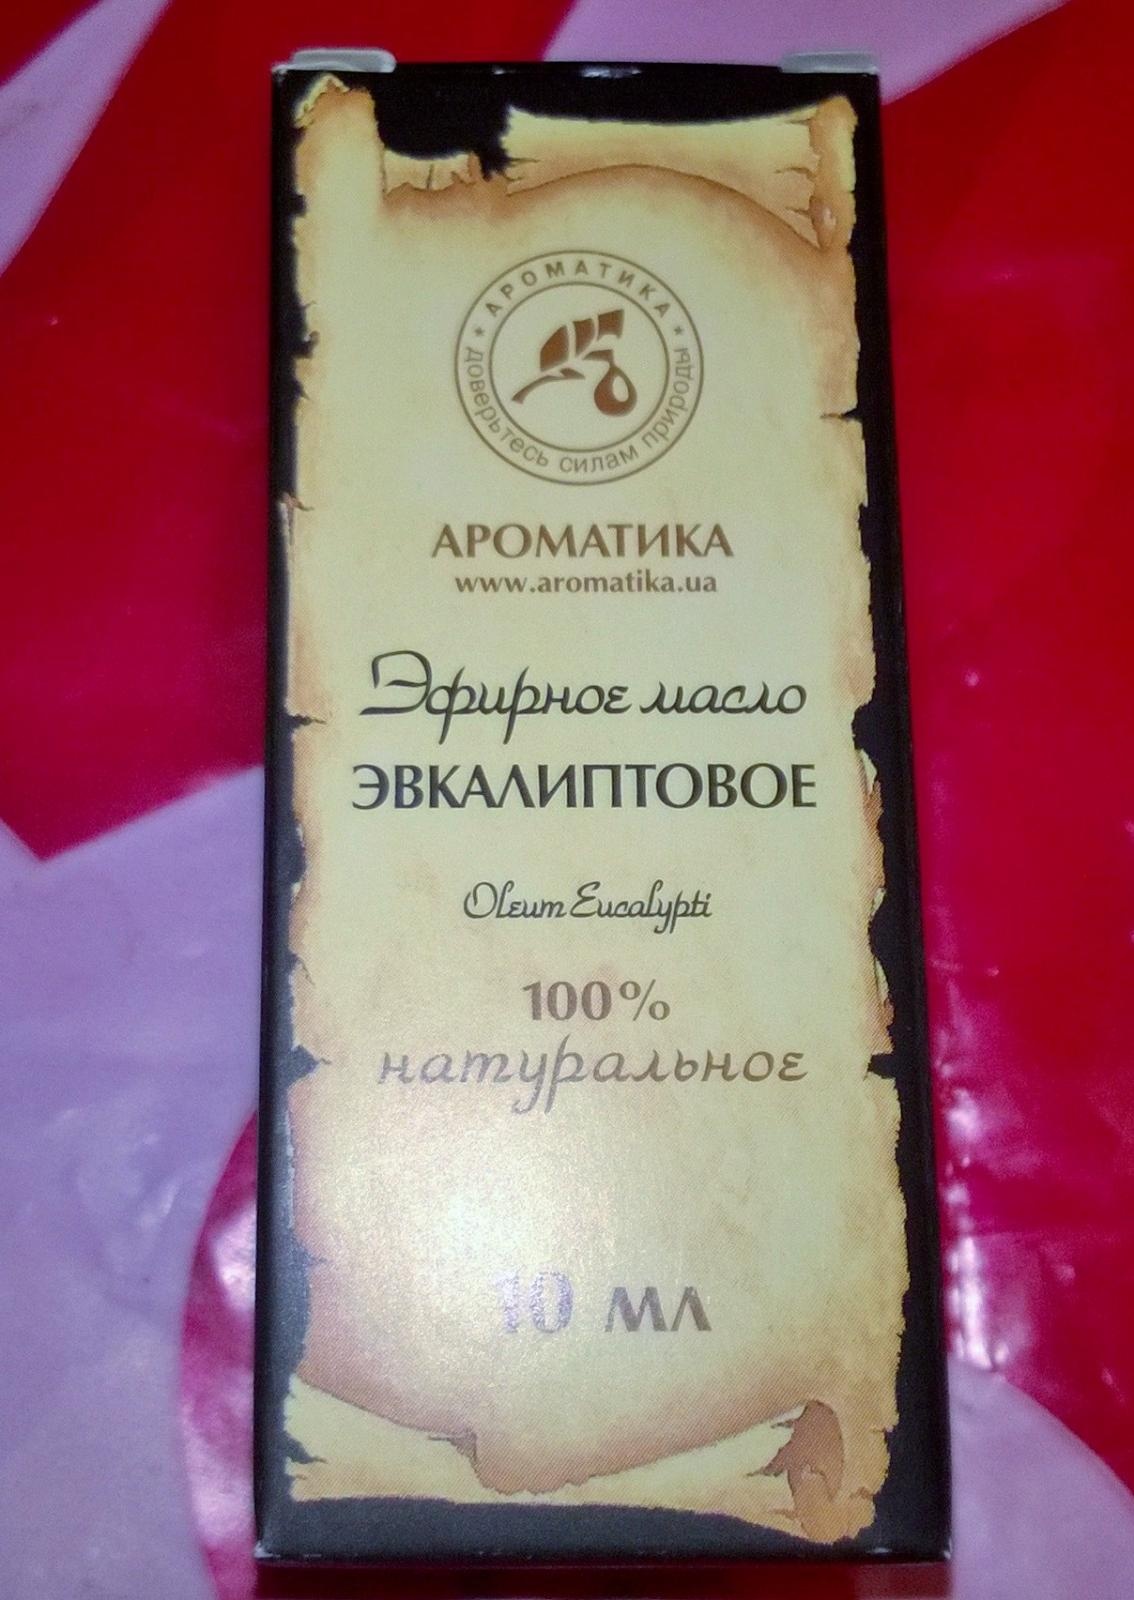 * АРОМАТИКА *
доверьтесь силам природы
АРОМАТИКА
www.aromatika.ua
Эфирное масло
ЭВКАЛИПТОВОЕ
Oleum Eucalypti
100%
натуральное
10 мл